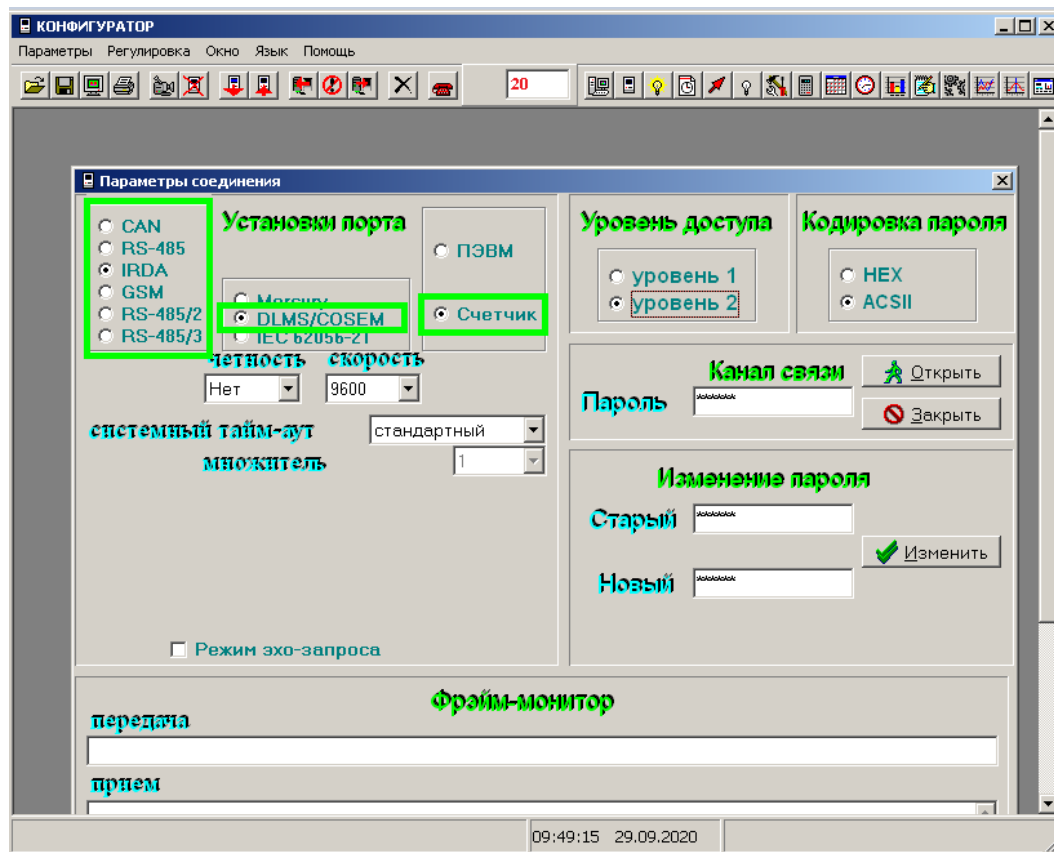 КОНФИГУРАТОР
Параметры Регулировка Окно Язык Помощь
20
Параметры соединения
CAN
RS-485
IRDA
GSM
RS-485/2
RS-485/3
Установки порта
Mercury
DLMS/COSEM
IEC 62056-21
ПЭВМ
Счетчик
четность скорость
Нет 9600
системный тайм-аут стандартный
множитель 1
Режим эхо-запроса
Уровень доступа
уровень 1
уровень 2
Кодировка пароля
HEX
ACSII
Канал связи
Пароль *******
Открыть
Закрыть
Изменение пароля
Старый *******
Новый *******
Изменить
Фрэйм-монитор
передача
прием
09:49:15 29.09.2020